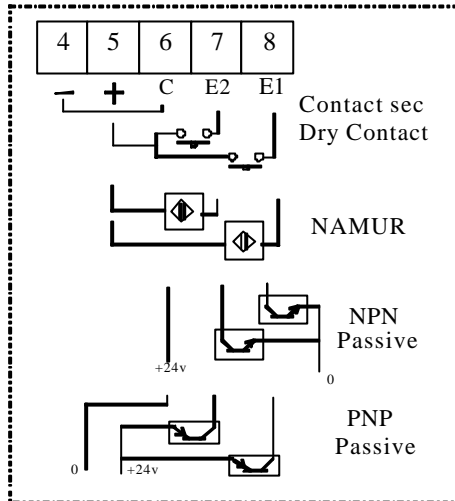 4 5 6 7 8
− + C E2 E1
Contact sec
Dry Contact
NAMUR
NPN
Passive
+24v
0
PNP
Passive
0 +24v